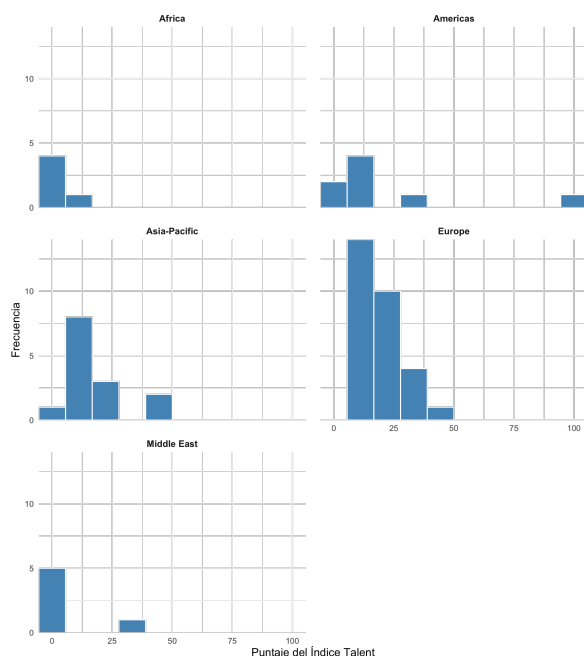 Africa
Americas
10
5
0
Asia-Pacific
Europe
10
5
0
0 25 50 75 100
Middle East
10
5
0
0 25 50 75 100
Frecuencia
Puntaje del Índice Talent